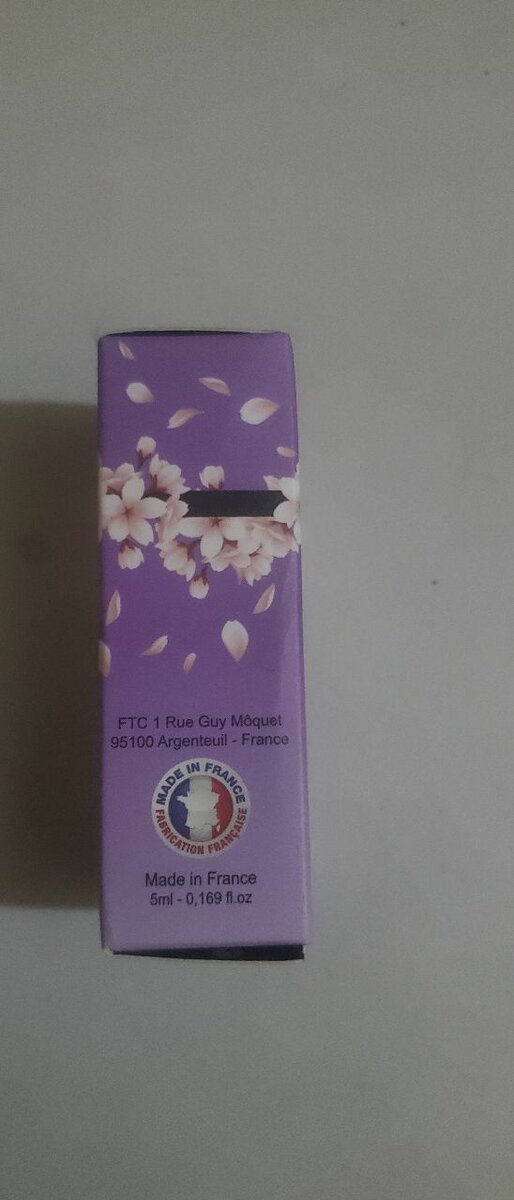 FTC 1 Rue Guy Môquet
95100 Argenteuil - France
MADE IN FRANCE
FABRICATION FRANÇAISE
Made in France
5ml - 0,169 fl.oz